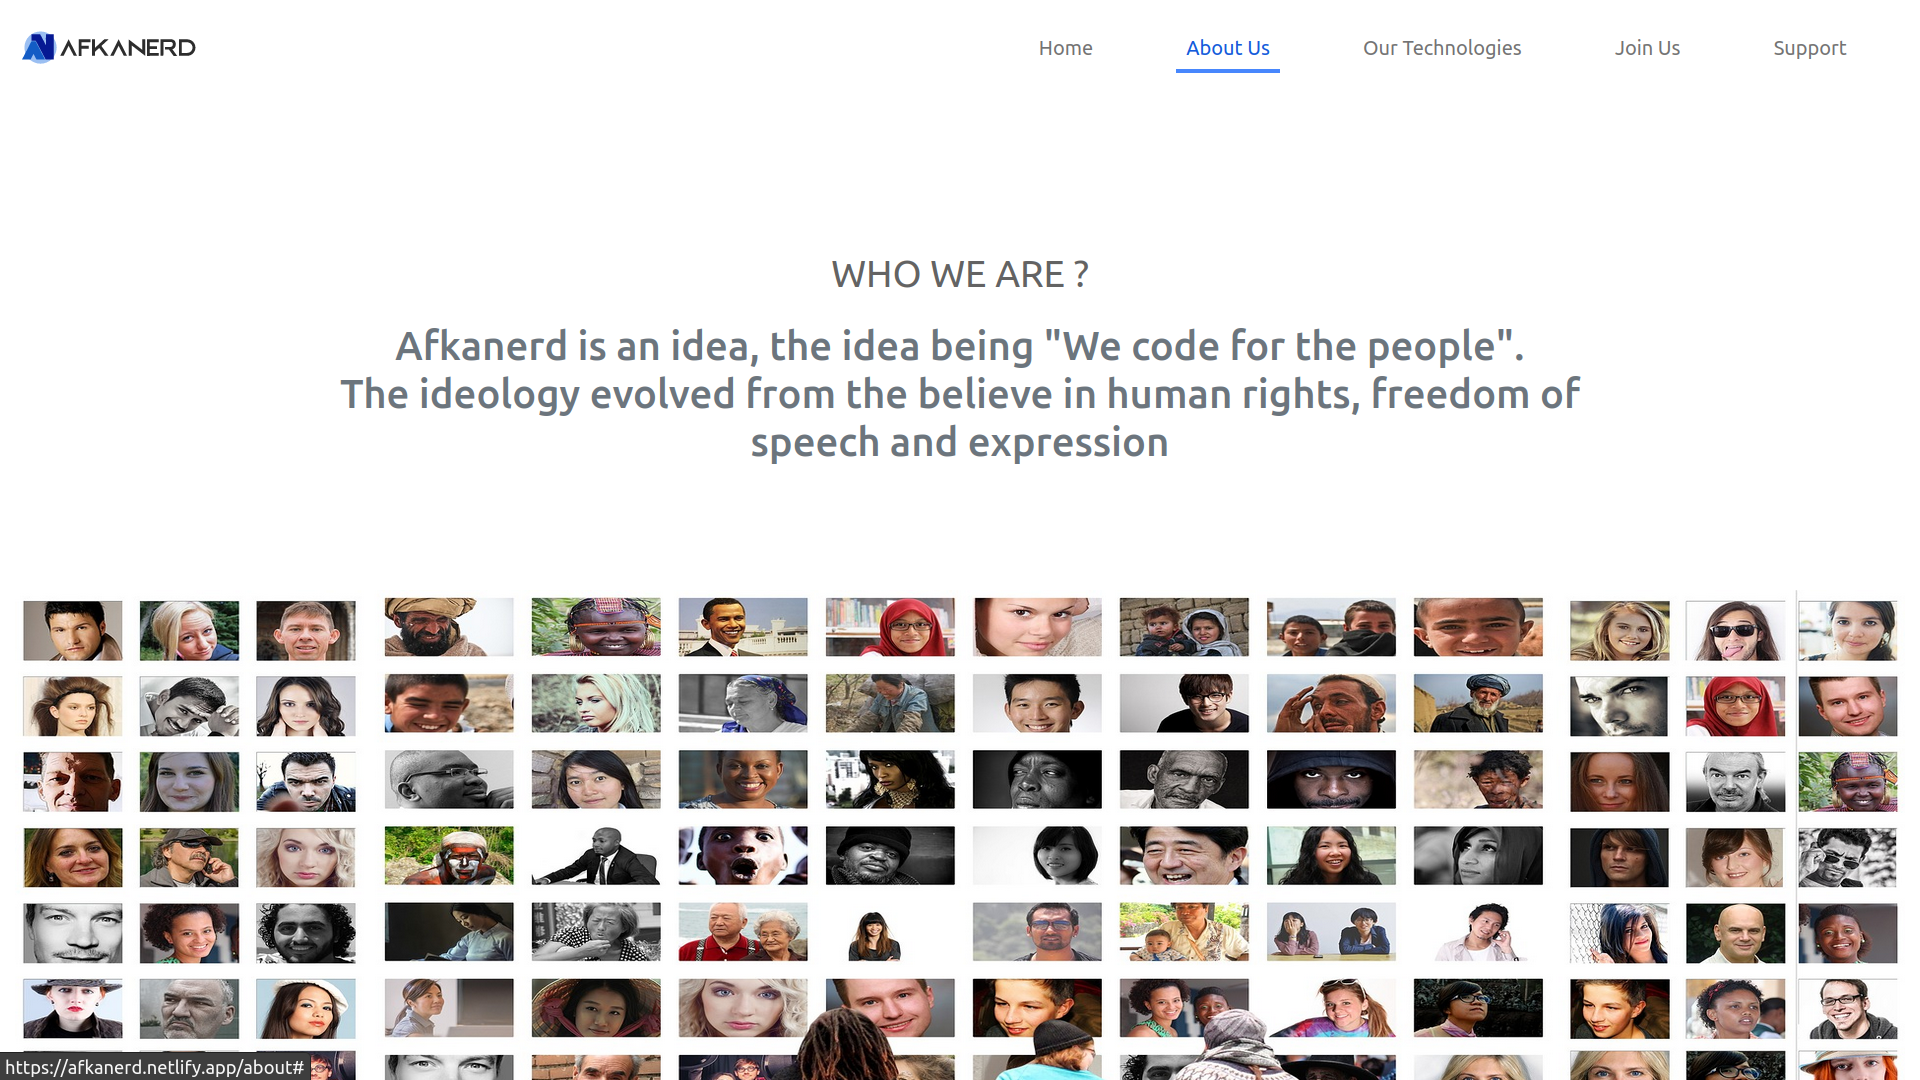 AFKANERD
Home
About Us
Our Technologies
Join Us
Support
WHO WE ARE ?
Afkanerd is an idea, the idea being "We code for the people".
The ideology evolved from the believe in human rights, freedom of
speech and expression
https://afkanerd.netlify.app/about#